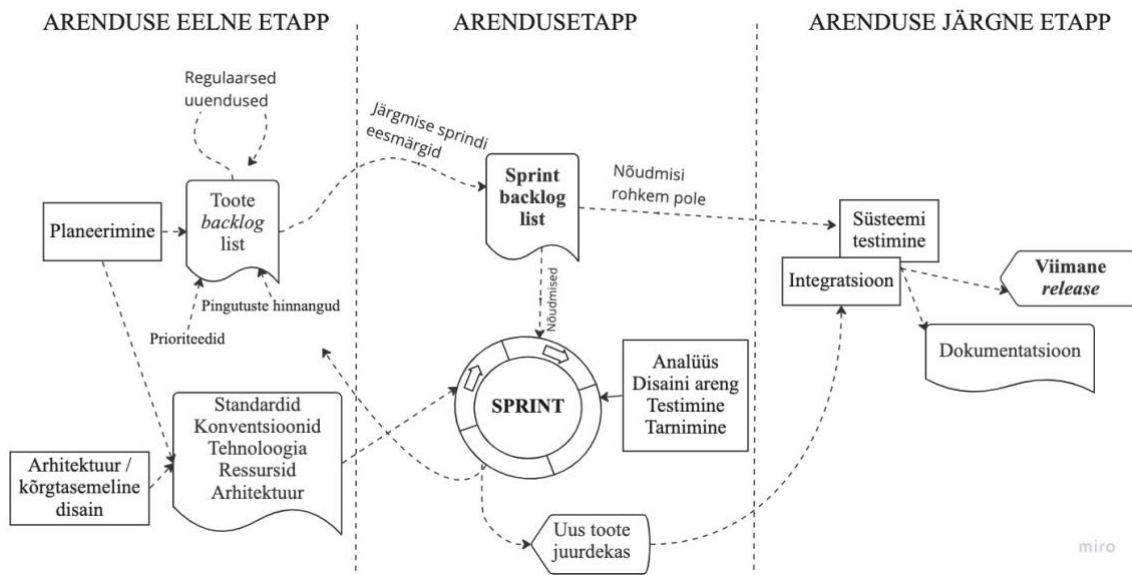 ARENDUSE EELNE ETAPP
ARENDUSETAPP
ARENDUSE JÄRGNE ETAPP
Regulaarsed
uuendused
Järgmise sprindi
eesmärgid
Planeerimine
Toote
backlog
list
Sprint
backlog
list
Nõudmisi
rohkem pole
Süsteemi
testimine
Integratsioon
Viimane
release
Pingutuste hinnangud
Prioriteedid
Nõudmised
Dokumentatsioon
Standardid
Konventsioonid
Tehnoloogia
Ressursid
Arhitektuur
SPRINT
Analüüs
Disaini areng
Testimine
Tarnimine
Arhitektuur /
kõrgtasemeline
disain
Uus toote
juurdekas
miro